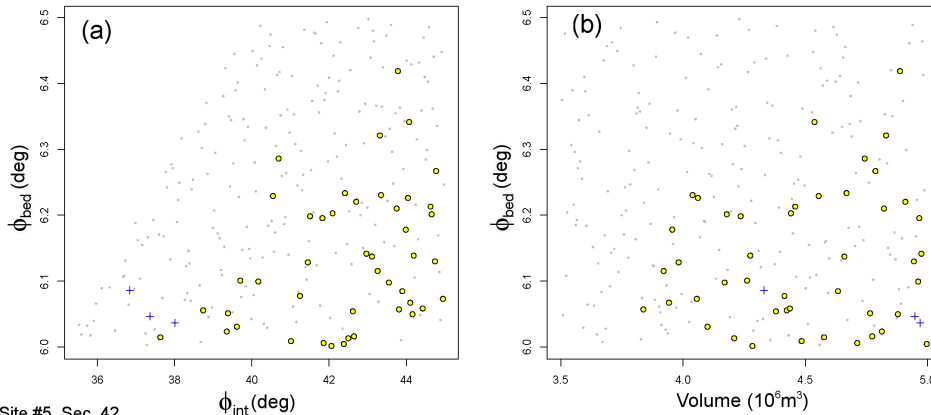 (a)
6.5
6.4
6.3
6.2
6.1
6.0
ϕbed (deg)
36 38 40 42 44
ϕint (deg)
(b)
6.5
6.4
6.3
6.2
6.1
6.0
ϕbed (deg)
3.5 4.0 4.5 5.0
Volume (10⁶m³)
Site #5, Sec. 42